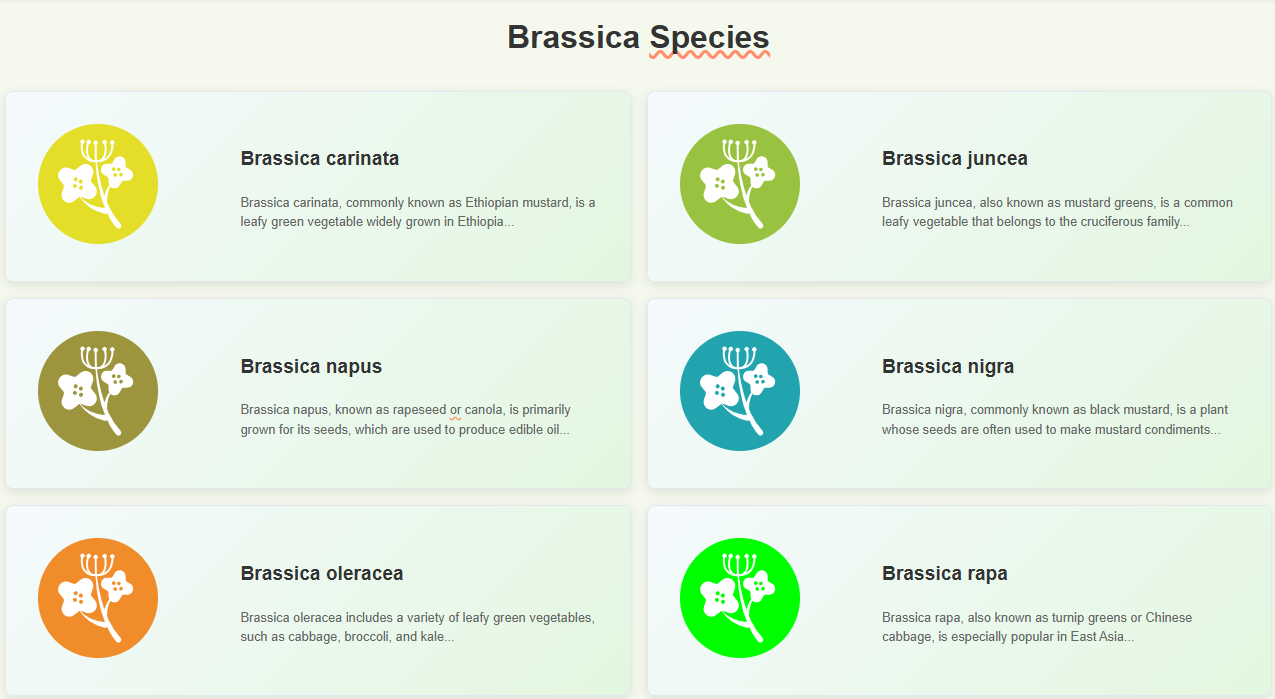 Brassica Species
Brassica carinata
Brassica carinata, commonly known as Ethiopian mustard, is a
leafy green vegetable widely grown in Ethiopia...
Brassica juncea
Brassica juncea, also known as mustard greens, is a common
leafy vegetable that belongs to the cruciferous family...
Brassica napus
Brassica napus, known as rapeseed or canola, is primarily
grown for its seeds, which are used to produce edible oil...
Brassica nigra
Brassica nigra, commonly known as black mustard, is a plant
whose seeds are often used to make mustard condiments...
Brassica oleracea
Brassica oleracea includes a variety of leafy green vegetables,
such as cabbage, broccoli, and kale...
Brassica rapa
Brassica rapa, also known as turnip greens or Chinese
cabbage, is especially popular in East Asia...